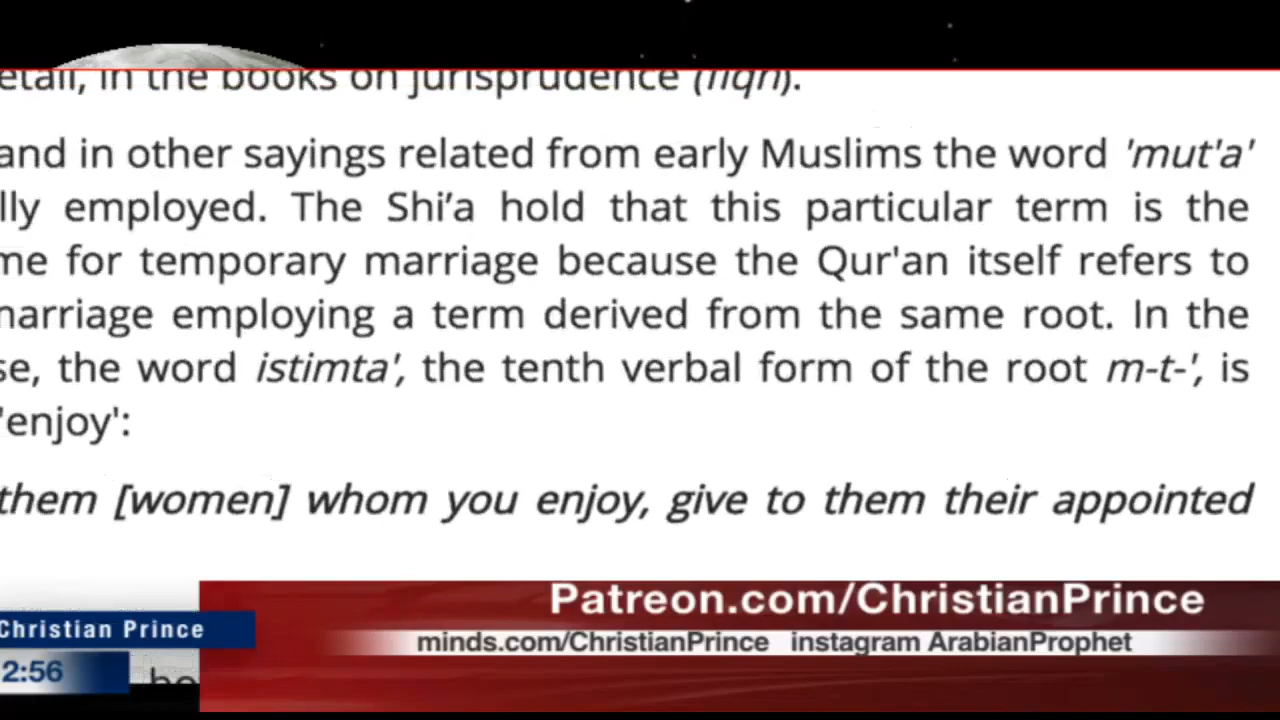 etail, in the books on jurisprudence (fiqh).
and in other sayings related from early Muslims the word 'mut'a'
lly employed. The Shi’a hold that this particular term is the
me for temporary marriage because the Qur'an itself refers to
narriage employing a term derived from the same root. In the
se, the word istimta', the tenth verbal form of the root m-t-', is
'enjoy':
them [women] whom you enjoy, give to them their appointed
Patreon.com/ChristianPrince
Christian Prince
minds.com/ChristianPrince instagram ArabianProphet
2:56